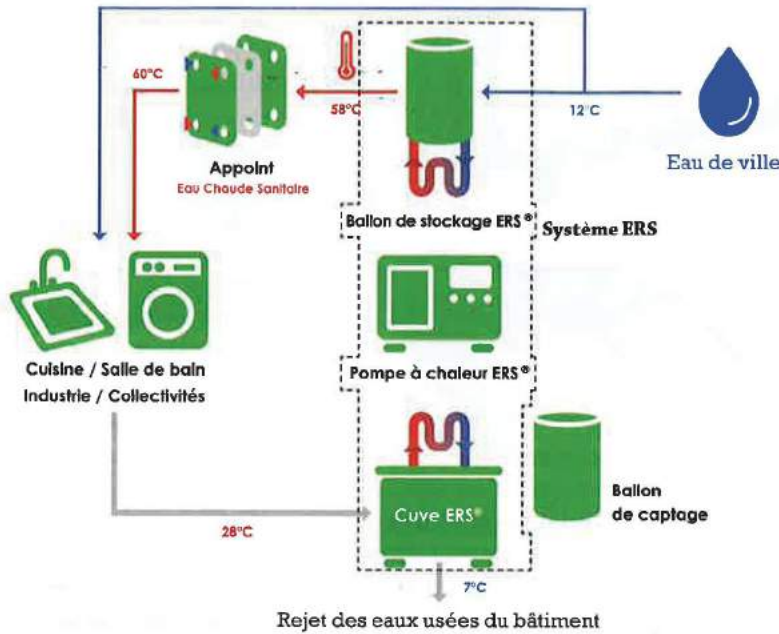 60°C
58°C
12°C
Eau de ville
Appoint
Eau Chaude Sanitaire
Ballon de stockage ERS®
Système ERS
Cuisine / Salle de bain
Industrie / Collectivités
Pompe à chaleur ERS®
Cuve ERS®
Ballon
de captage
28°C
7°C
Rejet des eaux usées du bâtiment